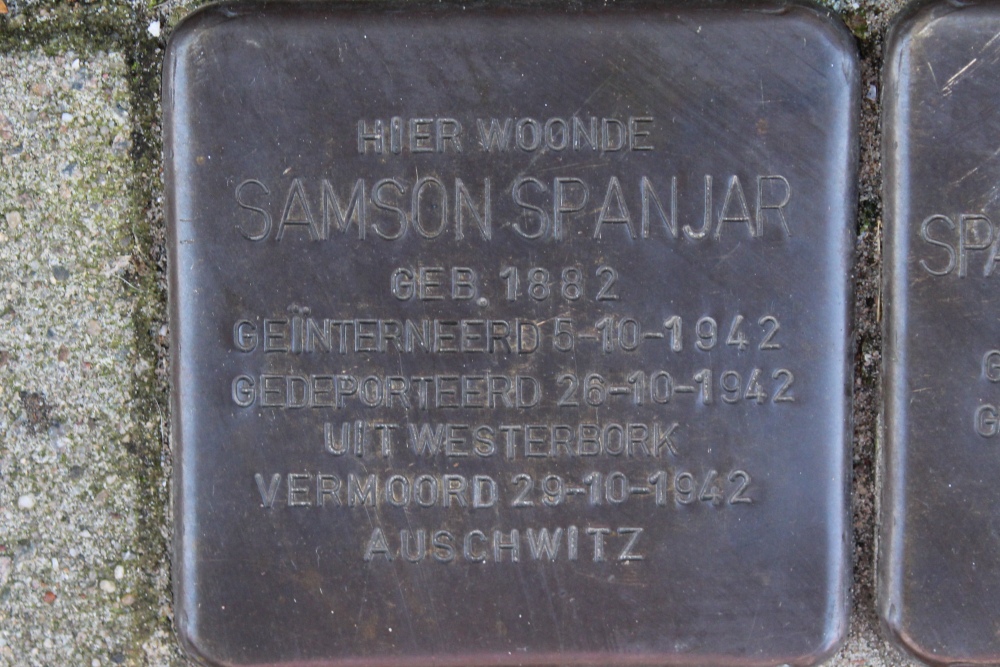 HIER WOONDE
SAMSON SPANJAR
GEB. 1882
GEÏNTERNEERD 5-10-1942
GEDEPORTEERD 26-10-1942
UIT WESTERBORK
VERMOORD 29-10-1942
AUSCHWITZ